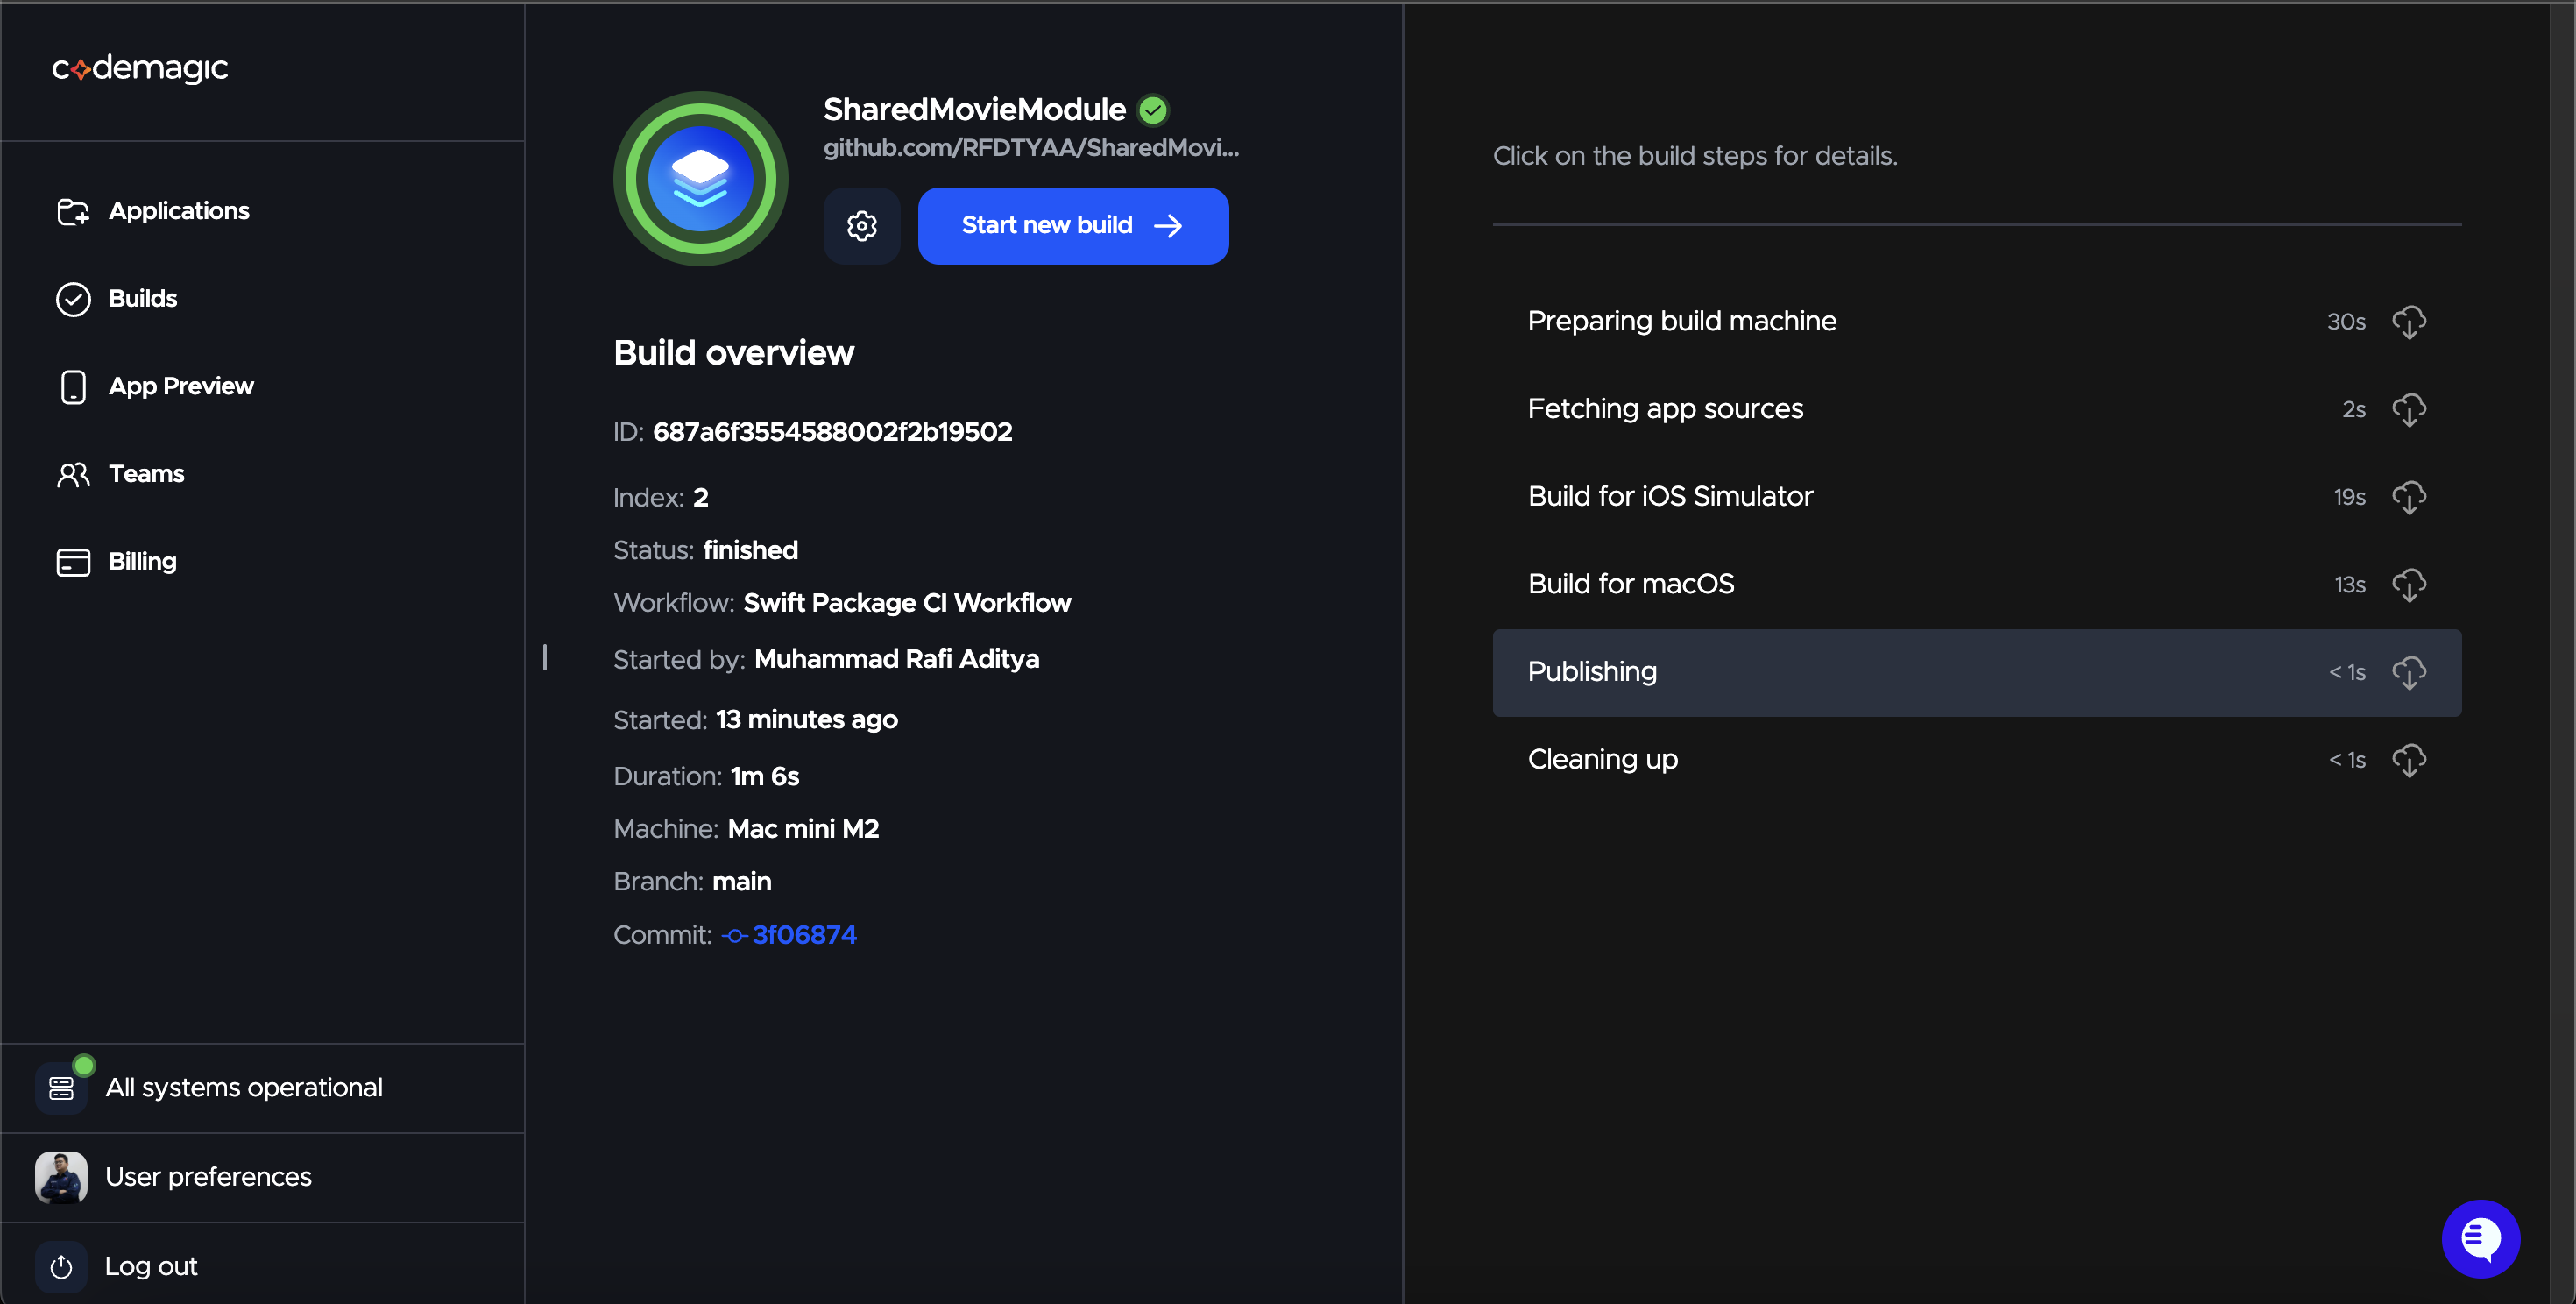 codemagic
Applications
Builds
App Preview
Teams
Billing
All systems operational
User preferences
Log out
SharedMovieModule
github.com/RFDTYAA/SharedMovi...
Start new build
Build overview
ID: 687a6f3554588002f2b19502
Index: 2
Status: finished
Workflow: Swift Package CI Workflow
Started by: Muhammad Rafi Aditya
Started: 13 minutes ago
Duration: 1m 6s
Machine: Mac mini M2
Branch: main
Commit: 3f06874
Click on the build steps for details.
Preparing build machine 30s
Fetching app sources 2s
Build for iOS Simulator 19s
Build for macOS 13s
Publishing < 1s
Cleaning up < 1s